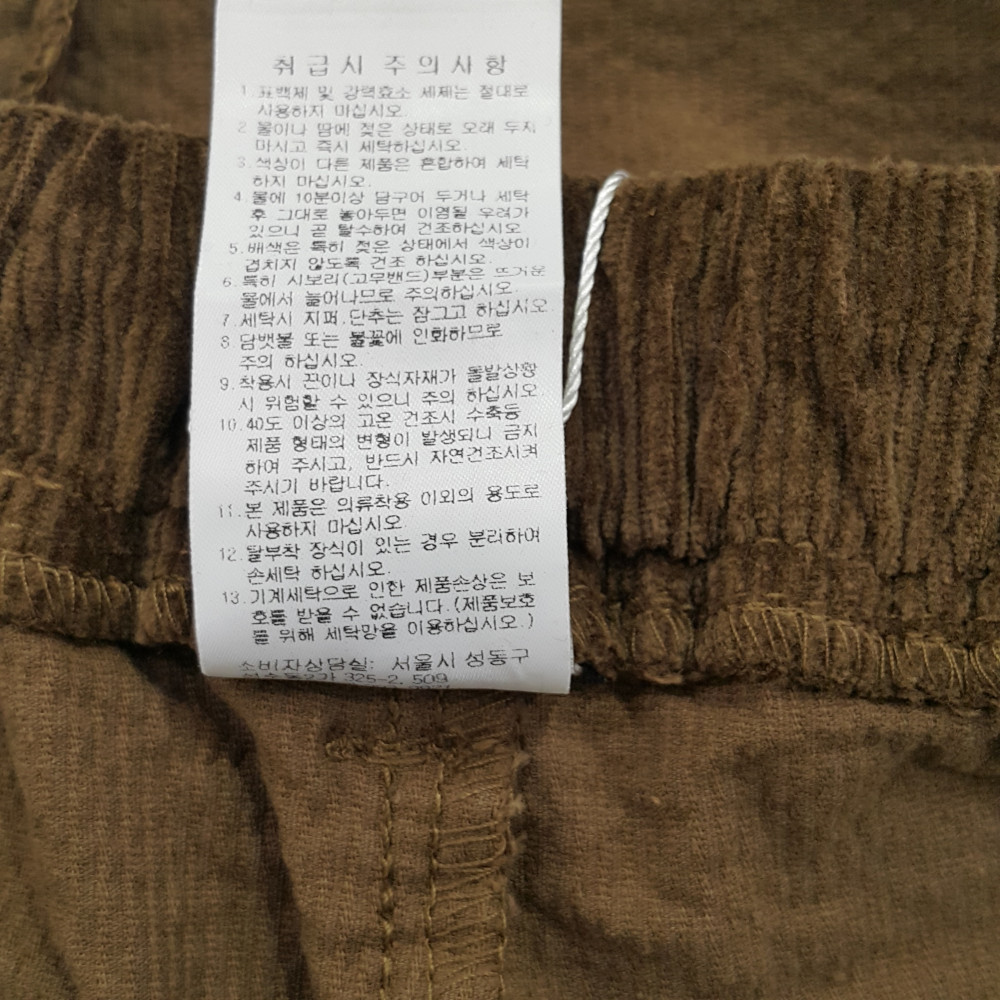 취급시 주의사항
1. 표백제 및 강력효소 세제는 절대로
사용하지 마십시오.
2. 물이나 땀에 젖은 상태로 오래 두지
마시고 즉시 세탁하십시오.
3. 색상이 다른 제품은 혼합하여 세탁
하지 마십시오.
4. 물에 10분이상 담구어 두거나 세탁
후 그대로 놓아두면 이염될 우려가
있으니 곧 탈수하여 건조하십시오
5. 배색은 특히 젖은 상태에서 색상이
겹치지 않도록 건조 하십시오.
6. 특히 시보리(고무밴드)부분은 뜨거운
물에서 늘어나므로 주의하십시오.
7. 세탁시 지퍼,단추는 잠그고 하십시오
8. 담뱃불 또는 불꽃에 인화하므로
주의 하십시오.
9. 착용시 끈이나 장식자재가 돌발상황
시 위험할 수 있으니 주의 하십시오
10. 40도 이상의 고온 건조시 수축등
제품 형태의 변형이 발생되니 금지
하여 주시고, 반드시 자연건조시켜
주시기 바랍니다.
11. 본 제품은 의류착용 이외의 용도로
사용하지 마십시오
12. 탈부착 장식이 있는 경우 분리하여
손세탁 하십시오.
13. 기계세탁으로 인한 제품손상은 보
호를 받을 수 없습니다.(제품보호
를 위해 세탁망을 이용하십시오.)
소비자상담실: 서울시 성동구
325-2, 509